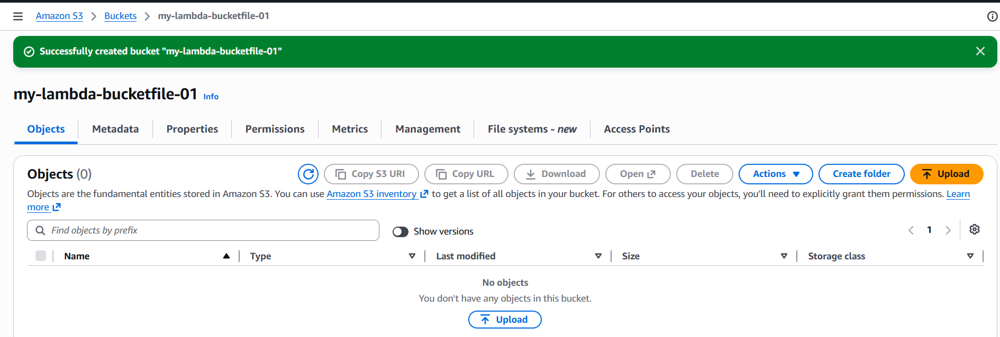 Amazon S3 > Buckets > my-lambda-bucketfile-01
Successfully created bucket "my-lambda-bucketfile-01"
my-lambda-bucketfile-01 Info
Objects Metadata Properties Permissions Metrics Management File systems - new Access Points
Objects (0) Copy S3 URI Copy URL Download Open Delete Actions Create folder Upload
Objects are the fundamental entities stored in Amazon S3. You can use Amazon S3 inventory to get a list of all objects in your bucket. For others to access your objects, you'll need to explicitly grant them permissions. Learn
more
Find objects by prefix Show versions 1
Name Type Last modified Size Storage class
No objects
You don't have any objects in this bucket.
Upload